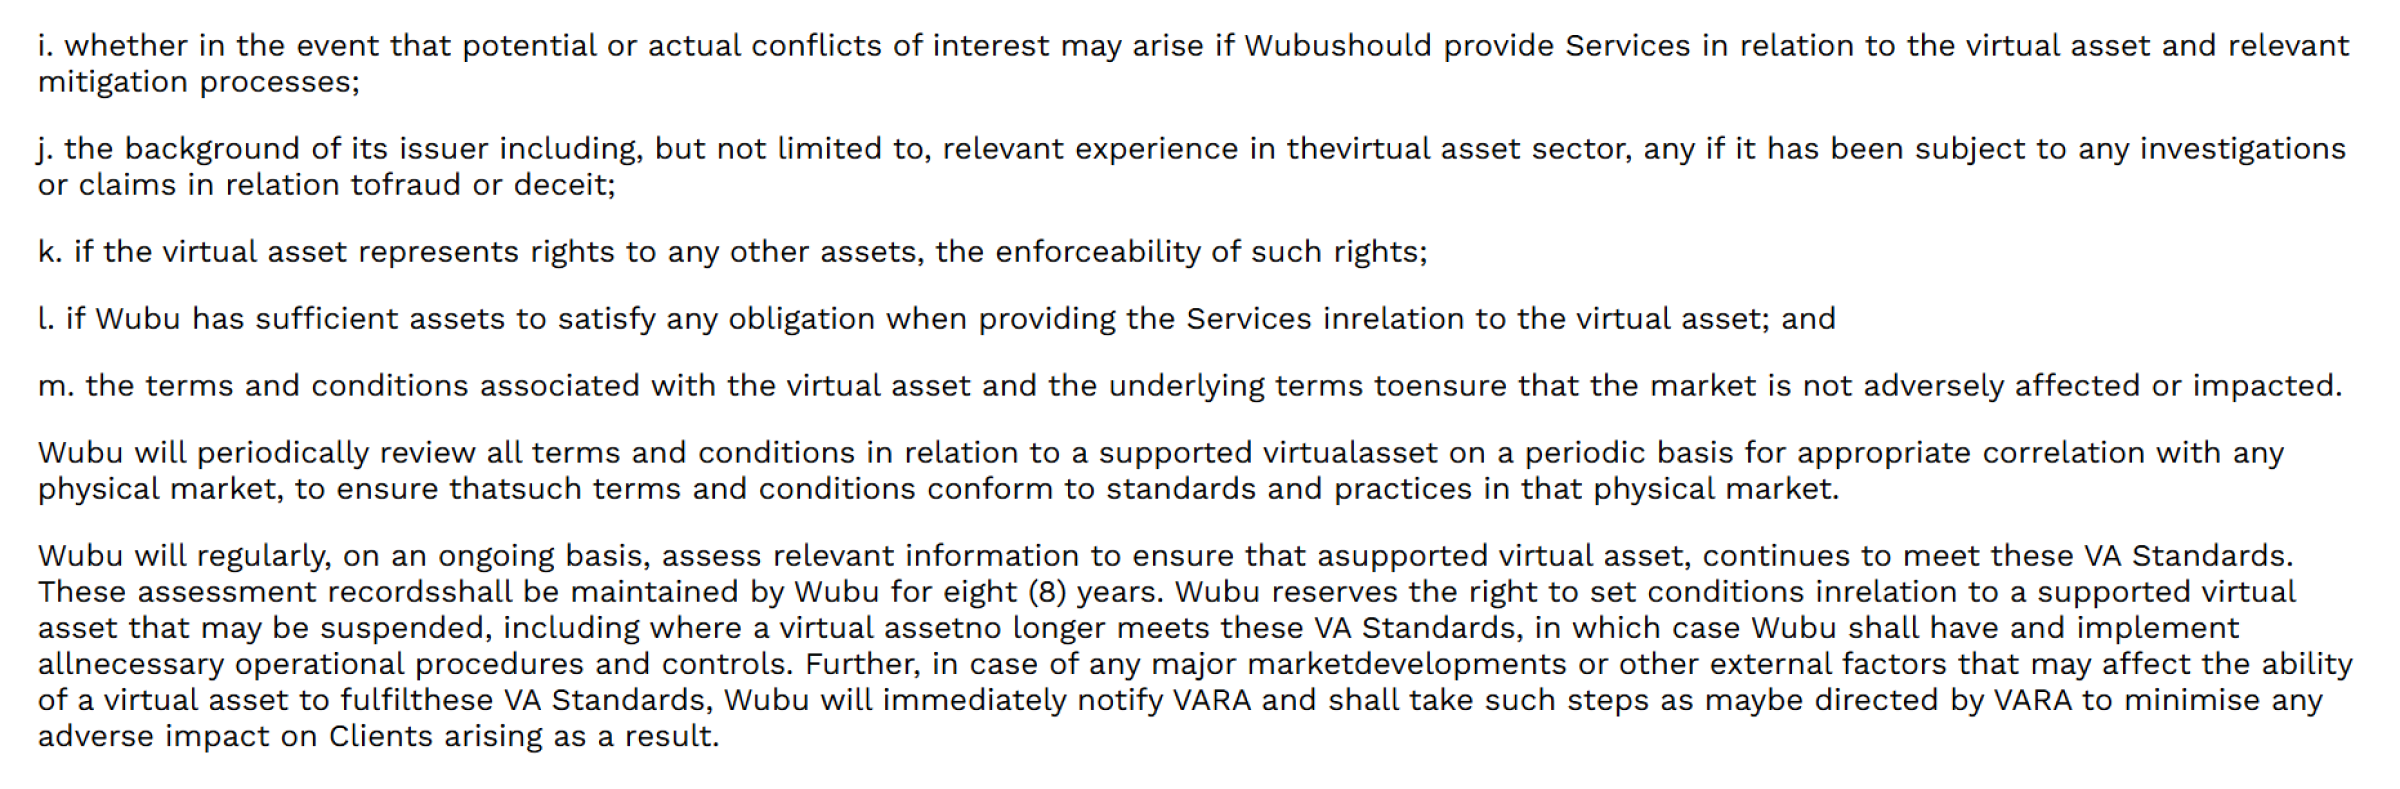 i. whether in the event that potential or actual conflicts of interest may arise if Wubushould provide Services in relation to the virtual asset and relevant
mitigation processes;
j. the background of its issuer including, but not limited to, relevant experience in thevirtual asset sector, any if it has been subject to any investigations
or claims in relation tofraud or deceit;
k. if the virtual asset represents rights to any other assets, the enforceability of such rights;
l. if Wubu has sufficient assets to satisfy any obligation when providing the Services inrelation to the virtual asset; and
m. the terms and conditions associated with the virtual asset and the underlying terms toensure that the market is not adversely affected or impacted.
Wubu will periodically review all terms and conditions in relation to a supported virtualasset on a periodic basis for appropriate correlation with any
physical market, to ensure thatsuch terms and conditions conform to standards and practices in that physical market.
Wubu will regularly, on an ongoing basis, assess relevant information to ensure that asupported virtual asset, continues to meet these VA Standards.
These assessment recordsshall be maintained by Wubu for eight (8) years. Wubu reserves the right to set conditions inrelation to a supported virtual
asset that may be suspended, including where a virtual assetno longer meets these VA Standards, in which case Wubu shall have and implement
allnecessary operational procedures and controls. Further, in case of any major marketdevelopments or other external factors that may affect the ability
of a virtual asset to fulfilthese VA Standards, Wubu will immediately notify VARA and shall take such steps as maybe directed by VARA to minimise any
adverse impact on Clients arising as a result.